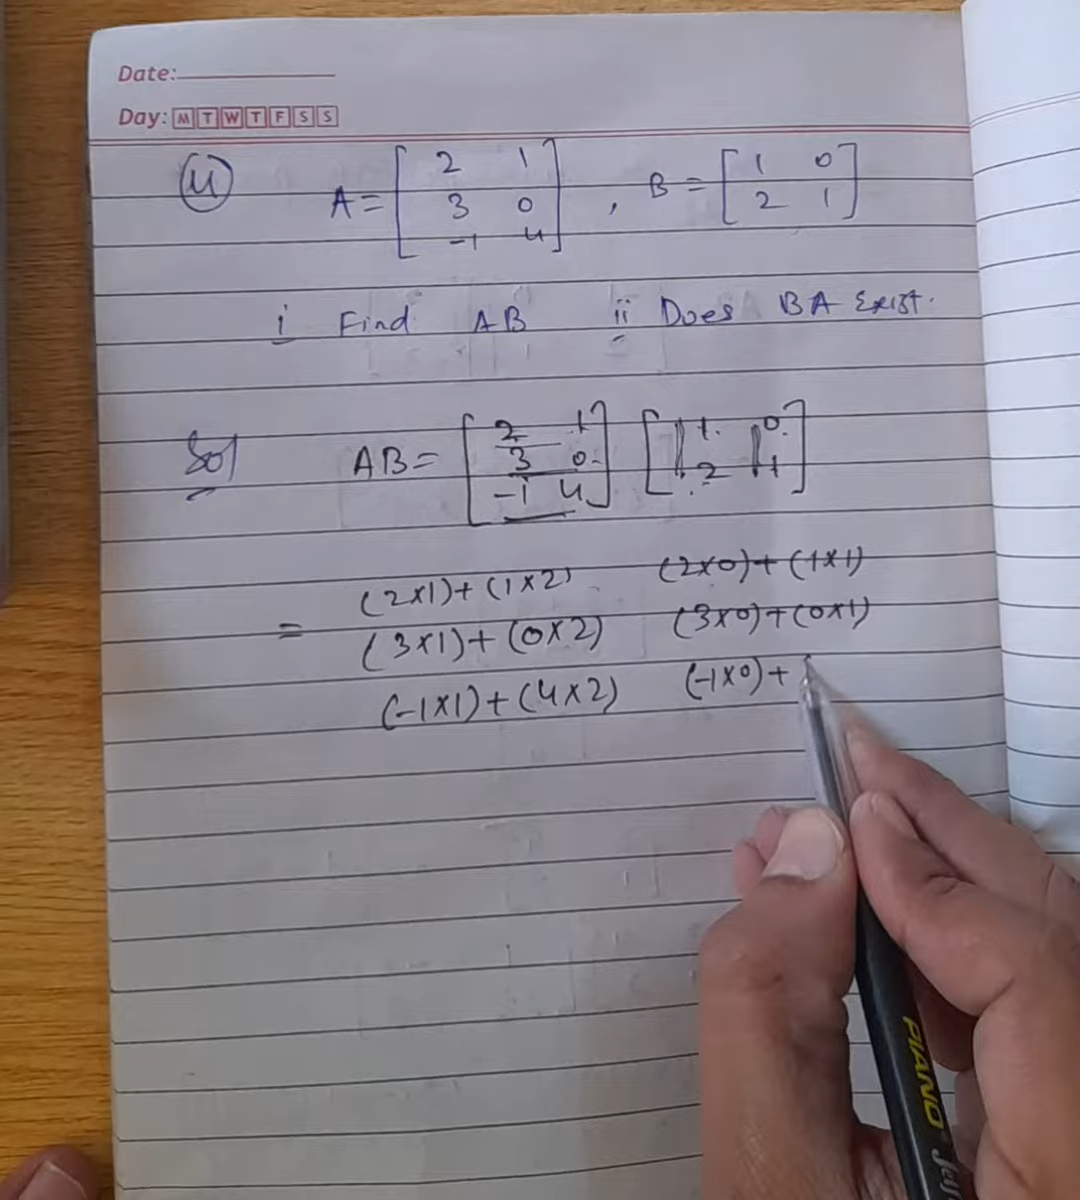 Date:
Day: M T W T F S S
4 A = [ 2 1 , B = [ 1 0 ]
3 0 2 1
-1 4 ]
i Find AB ii Does BA Exist.
Sol AB = [ 2 1 ] [ 1 0 ]
3 0 2 1
-1 4
(2×1)+(1×2) (2×0)+(1×1)
= (3×1)+(0×2) (3×0)+(0×1)
(-1×1)+(4×2) (-1×0)+
PIANO